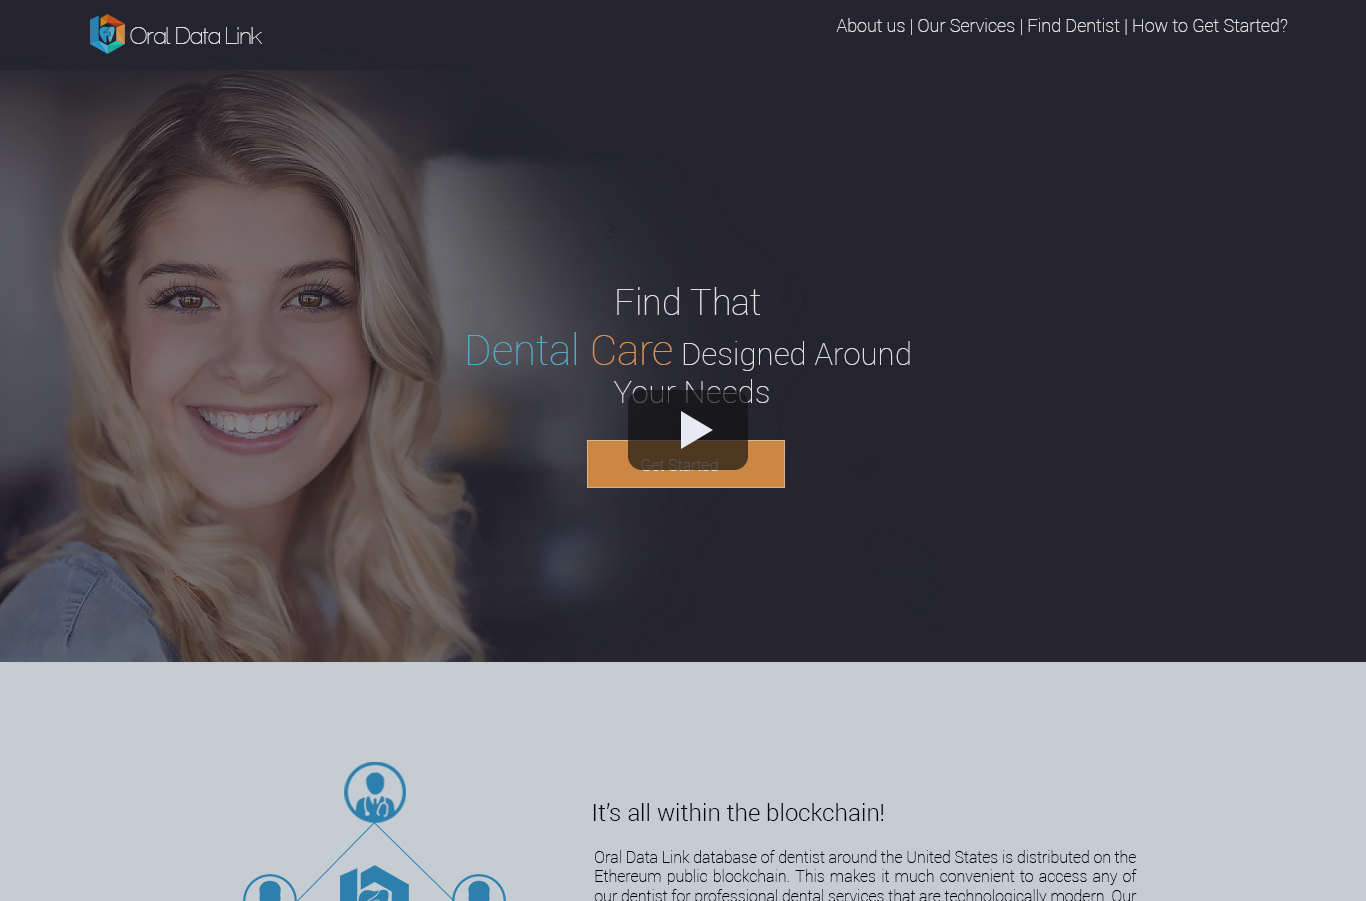 Oral Data Link
About us | Our Services | Find Dentist | How to Get Started?
Find That
Dental Care Designed Around
Your Needs
Get Started
It's all within the blockchain!
Oral Data Link database of dentist around the United States is distributed on the
Ethereum public blockchain. This makes it much convenient to access any of
our dentist for professional dental services that are technologically modern. Our